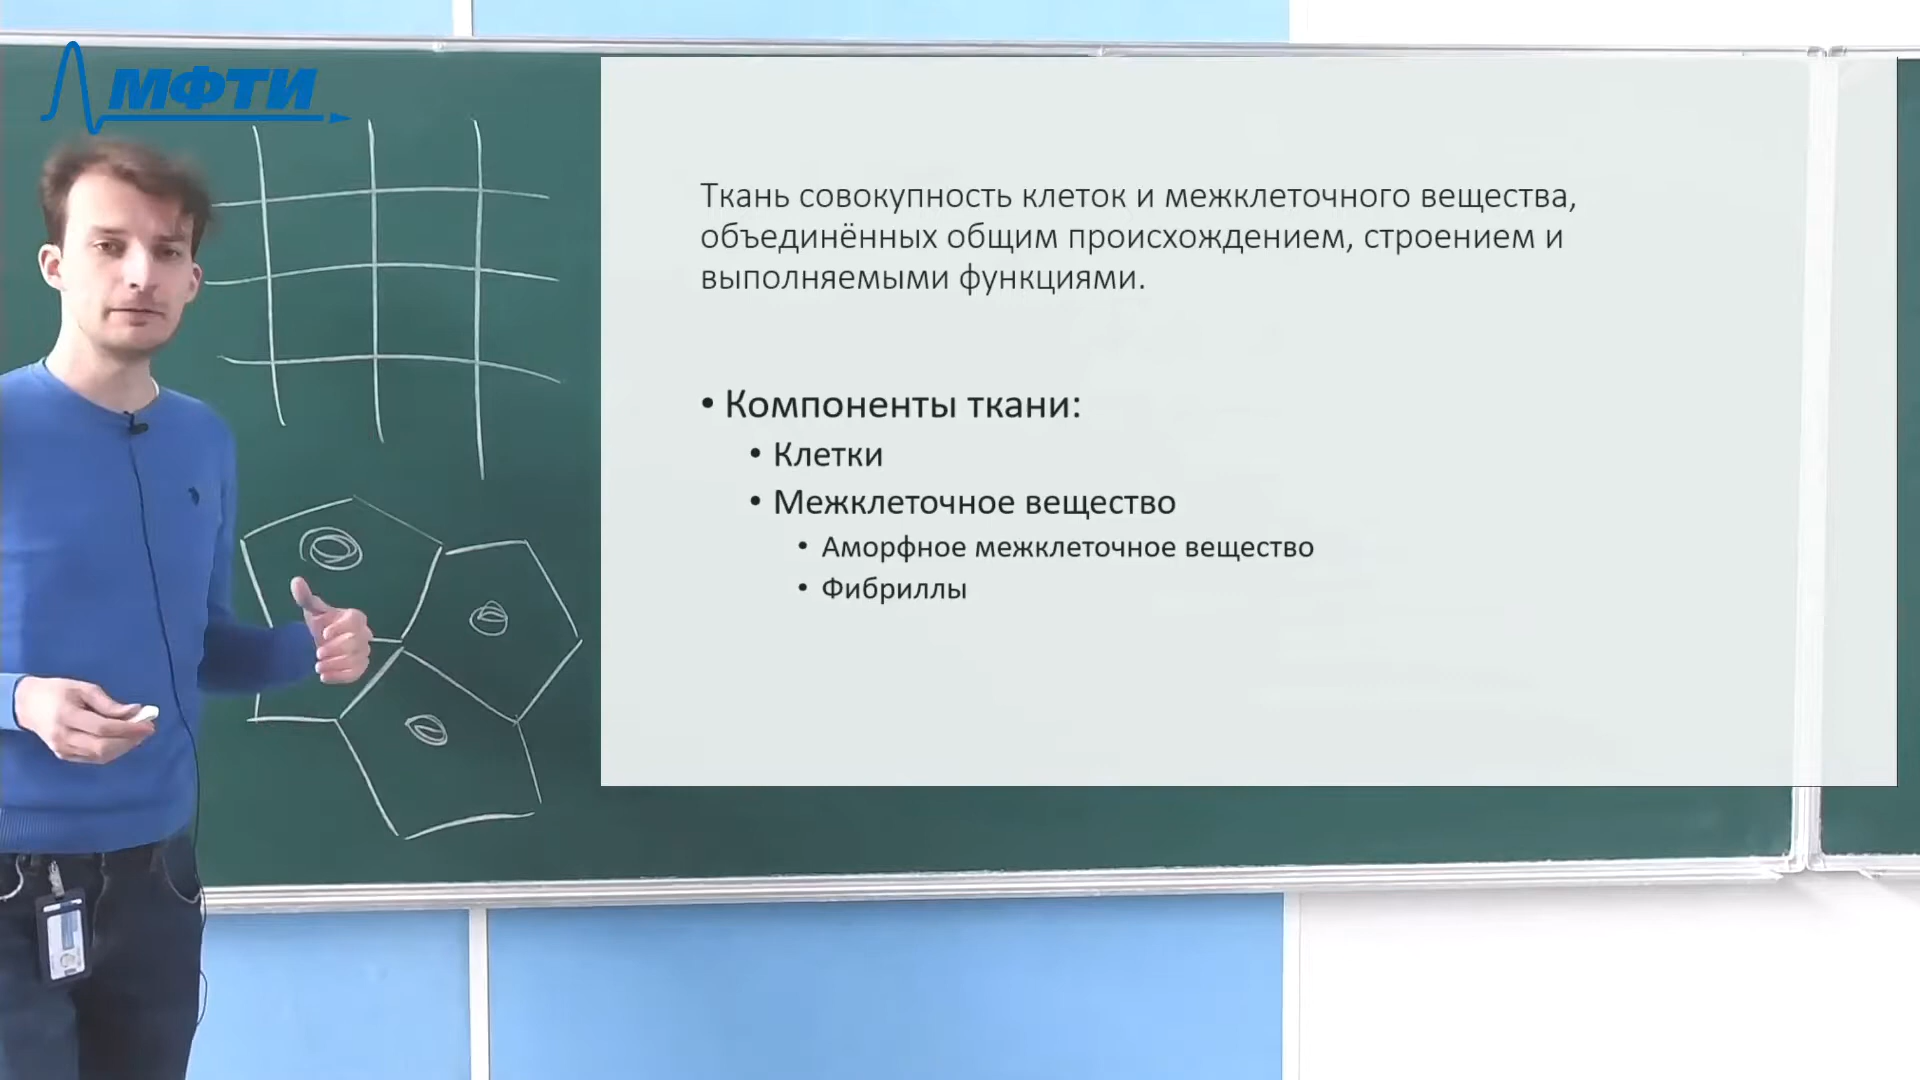 МФТИ
Ткань совокупность клеток и межклеточного вещества,
объединённых общим происхождением, строением и
выполняемыми функциями.
• Компоненты ткани:
• Клетки
• Межклеточное вещество
• Аморфное межклеточное вещество
• Фибриллы